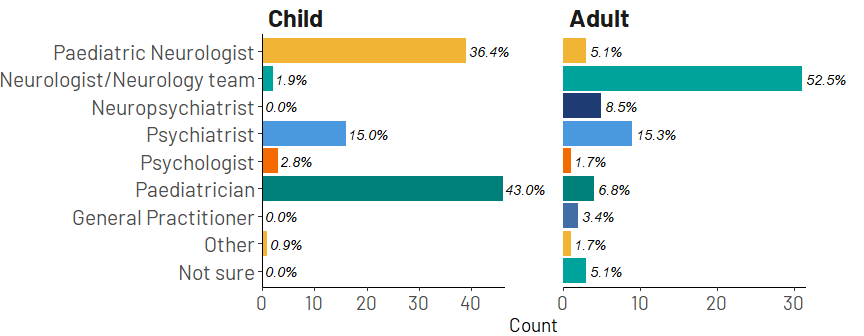 Child Adult
Paediatric Neurologist 36.4% 5.1%
Neurologist/Neurology team 1.9% 52.5%
Neuropsychiatrist 0.0% 8.5%
Psychiatrist 15.0% 15.3%
Psychologist 2.8% 1.7%
Paediatrician 43.0% 6.8%
General Practitioner 0.0% 3.4%
Other 0.9% 1.7%
Not sure 0.0% 5.1%
0 10 20 30 40 0 10 20 30
Count